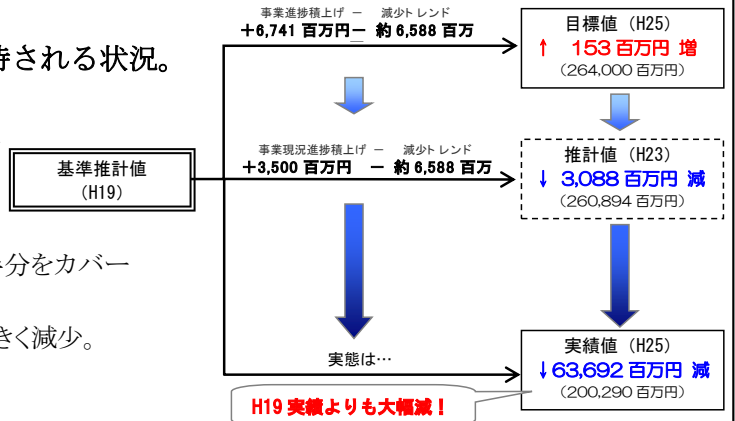 事業進捗積上げ － 減少トレンド
+6,741 百万円－ 約 6,588 百万
目標値（H25）
↑ 153 百万円 増
（264,000 百万円）
待される状況。
事業現況進捗積上げ － 減少トレンド
+3,500 百万円 － 約 6,588 百万
推計値（H23）
↓ 3,088 百万円 減
（260,894 百万円）
基準推計値
（H19）
分をカバー
きく減少。
実態は…
実績値（H25）
↓63,692 百万円 減
（200,290 百万円）
H19 実績よりも大幅減！